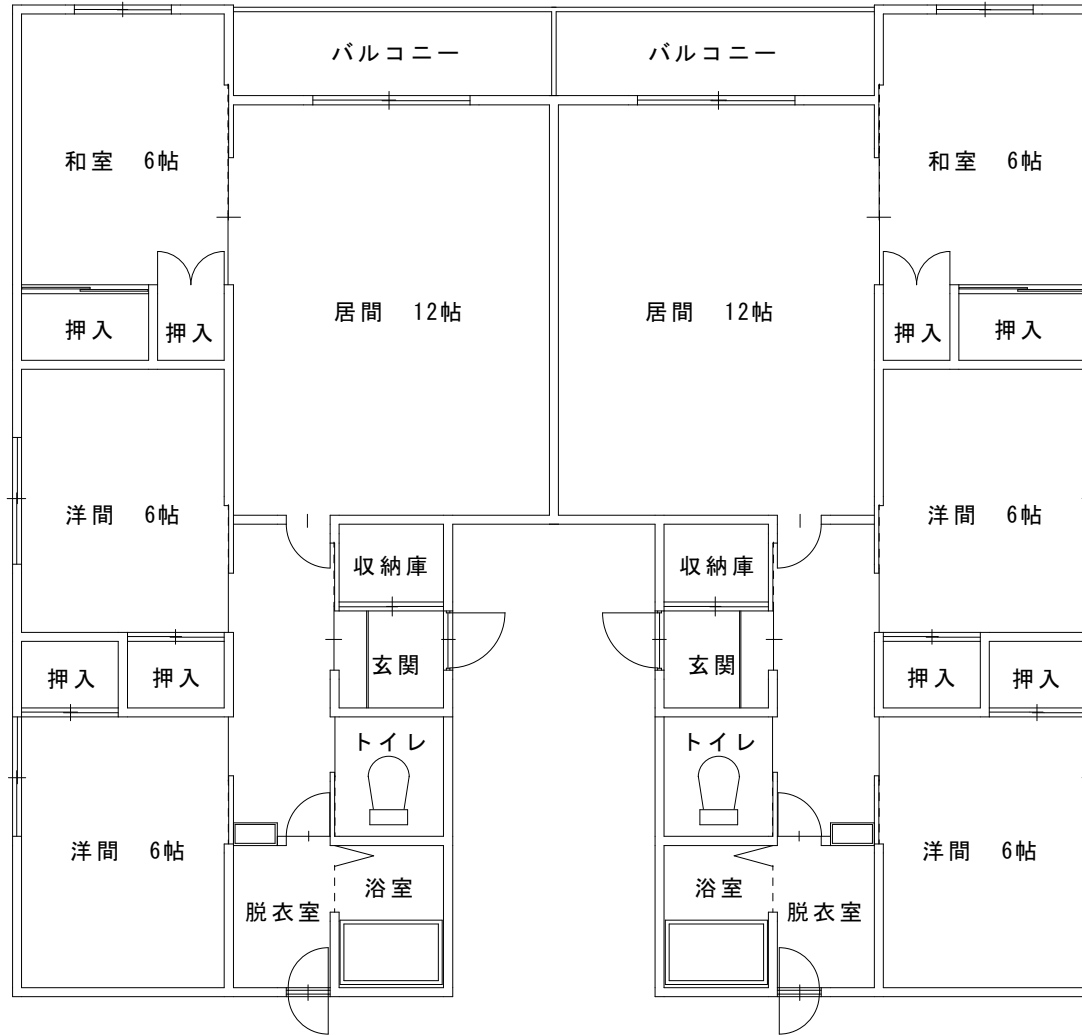 バルコニー
バルコニー
和室　6帖
和室　6帖
居間　12帖
居間　12帖
押入
押入
押入
押入
洋間　6帖
洋間　6帖
収納庫
収納庫
玄関
玄関
押入
押入
押入
押入
トイレ
トイレ
洋間　6帖
洋間　6帖
浴室
浴室
脱衣室
脱衣室